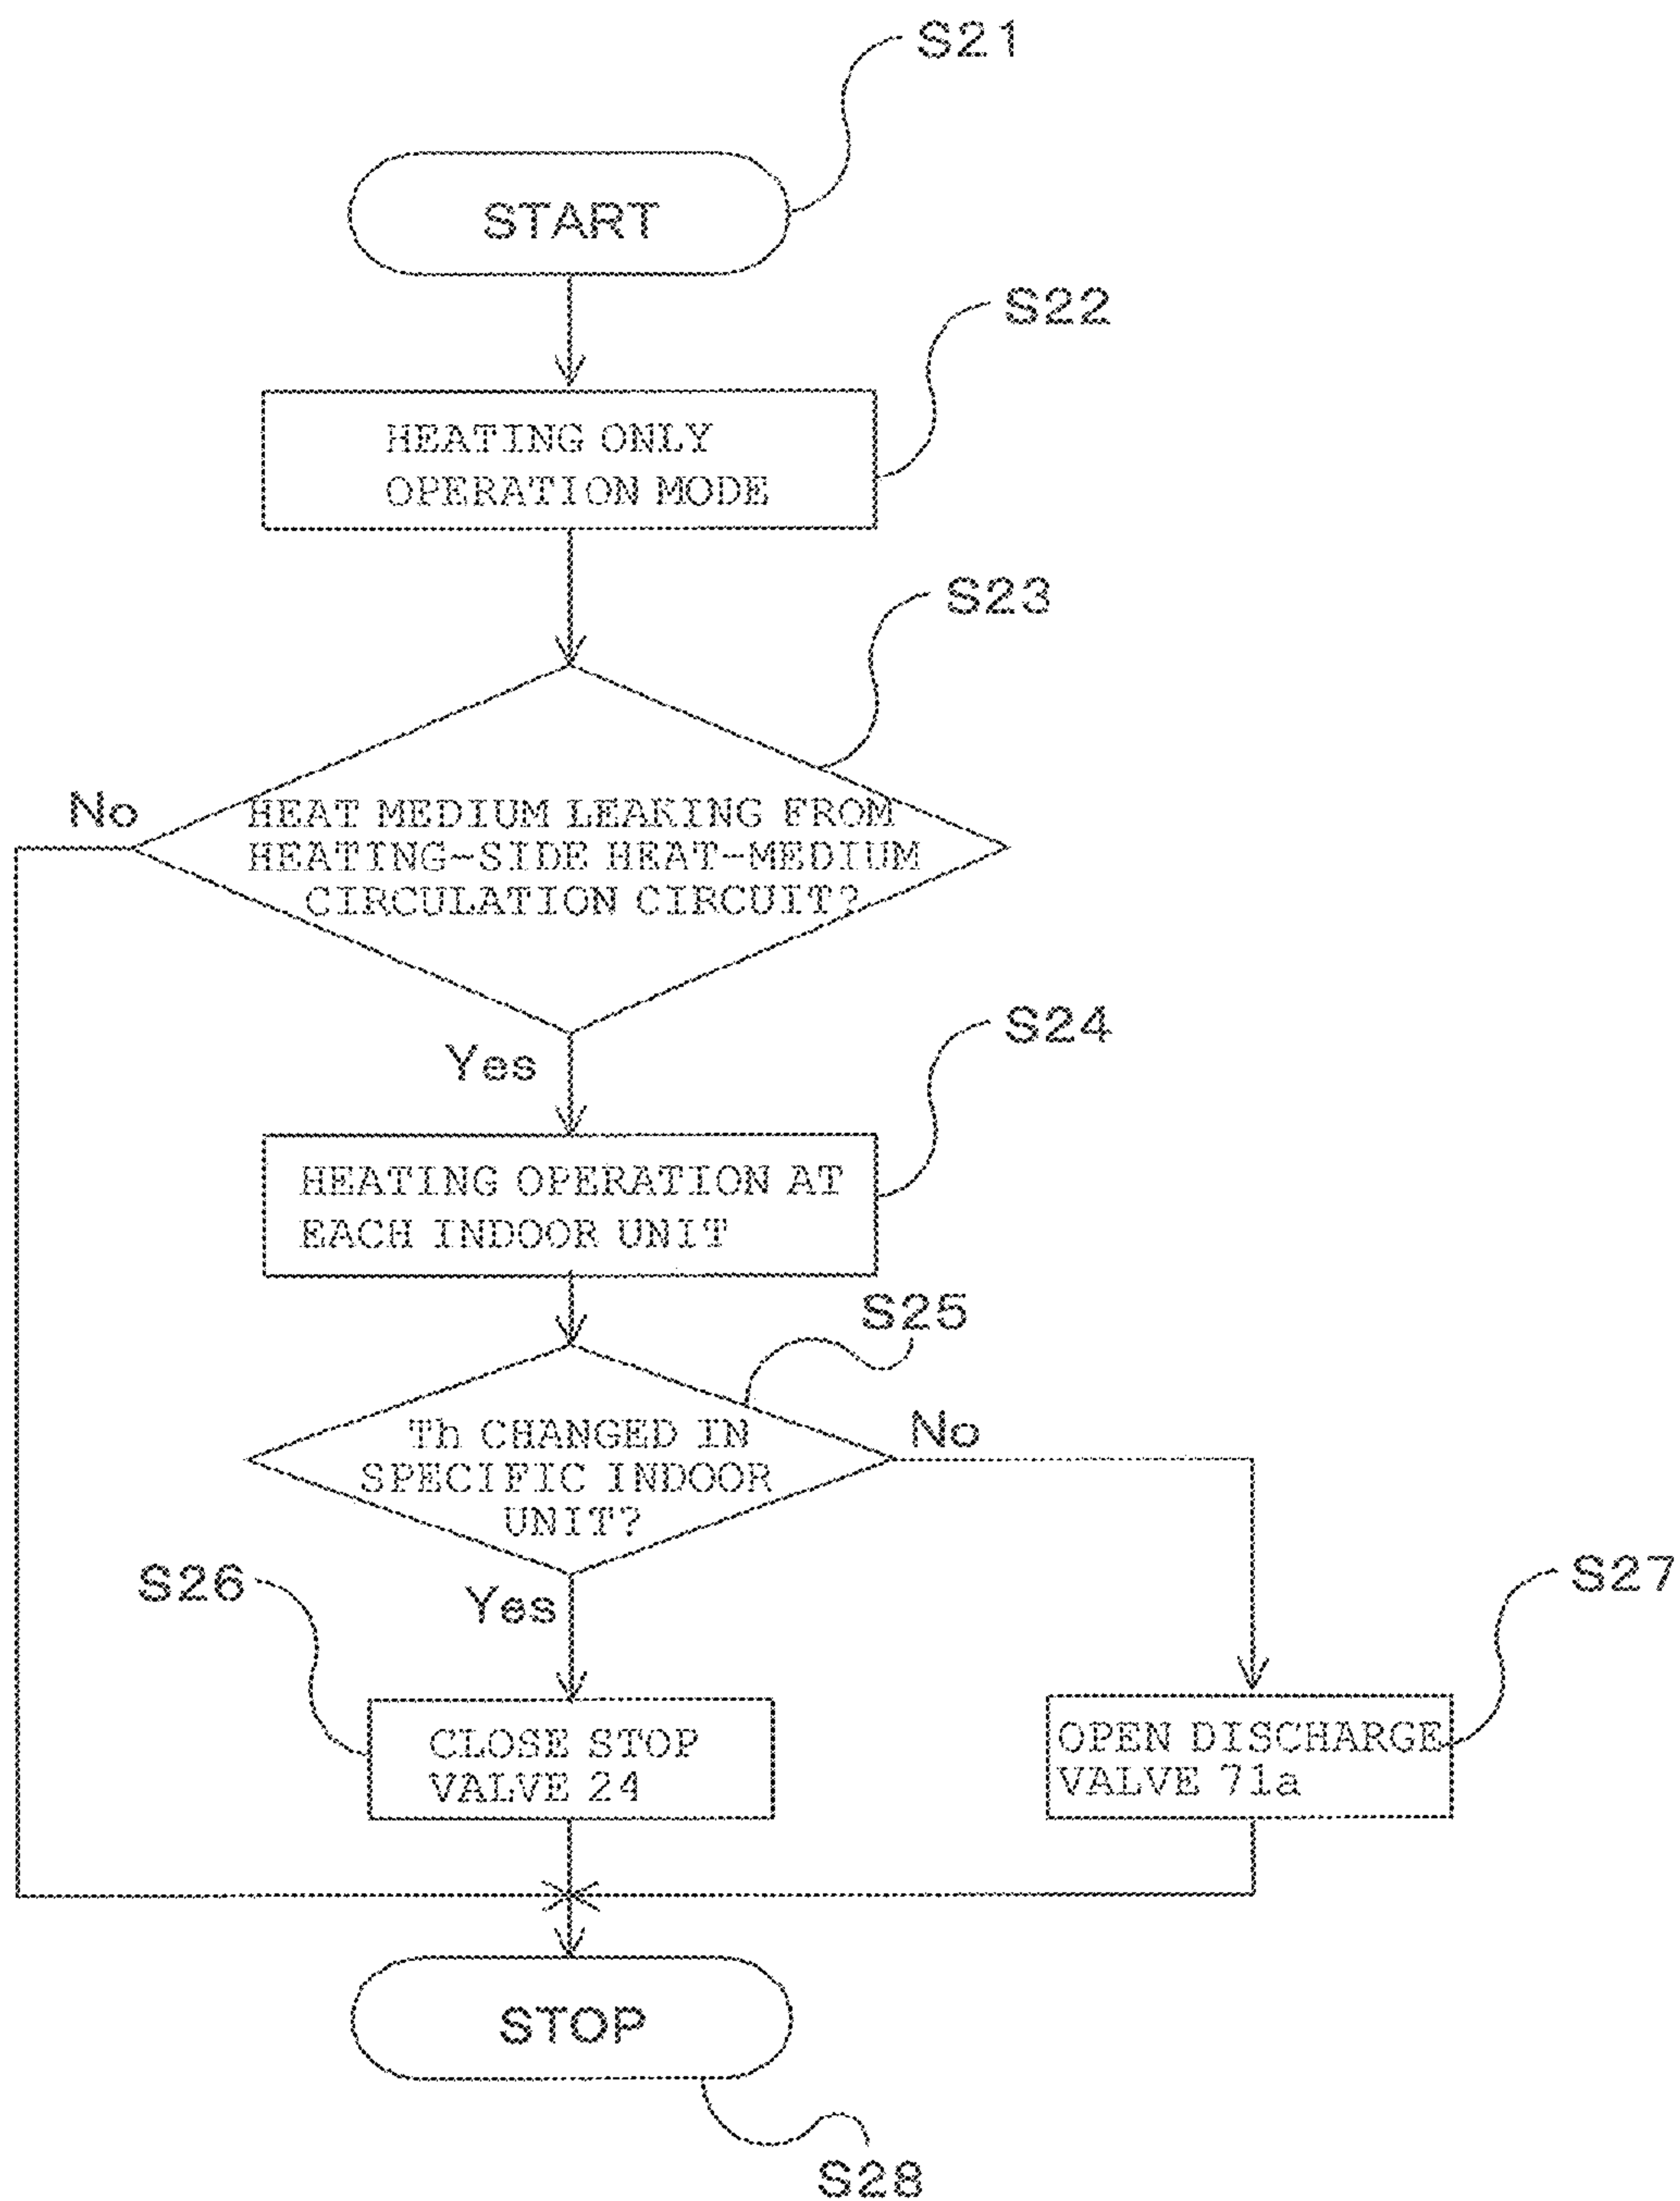 S21
START
S22
HEATING ONLY
OPERATION MODE
S23
No
HEAT MEDIUM LEAKING FROM
HEATING-SIDE HEAT-MEDIUM
CIRCULATION CIRCUIT?
Yes
S24
HEATING OPERATION AT
EACH INDOOR UNIT
S25
Th CHANGED IN
SPECIFIC INDOOR
UNIT?
No
Yes
S26
S27
CLOSE STOP
VALVE 24
OPEN DISCHARGE
VALVE 71a
STOP
S28